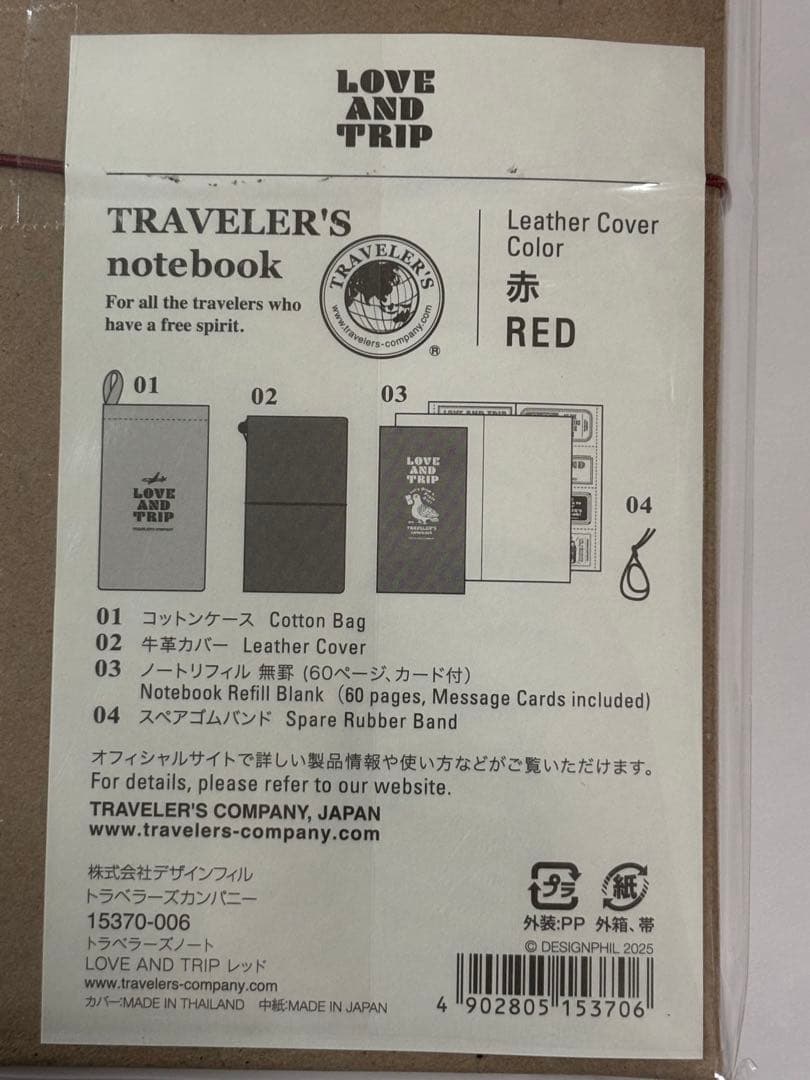 LOVE
AND
TRIP
TRAVELER'S
notebook
For all the travelers who
have a free spirit.
TRAVELER'S
www.travelers-company.com
®
Leather Cover
Color
赤
RED
01
02
03
04
LOVE
AND
TRIP
TRAVELER'S COMPANY
LOVE
AND
TRIP
TRAVELER'S
LOVE AND TRIP
01 コットンケース Cotton Bag
02 牛革カバー Leather Cover
03 ノートリフィル 無罫 (60ページ、カード付)
Notebook Refill Blank (60 pages, Message Cards included)
04 スペアゴムバンド Spare Rubber Band
オフィシャルサイトで詳しい製品情報や使い方などがご覧いただけます。
For details, please refer to our website.
TRAVELER'S COMPANY, JAPAN
www.travelers-company.com
株式会社デザインフィル
トラベラーズカンパニー
15370-006
トラベラーズノート
LOVE AND TRIP レッド
www.travelers-company.com
カバー:MADE IN THAILAND 中紙:MADE IN JAPAN
プラ 紙
外装:PP 外箱、帯
© DESIGNPHIL 2025
4 902805 153706